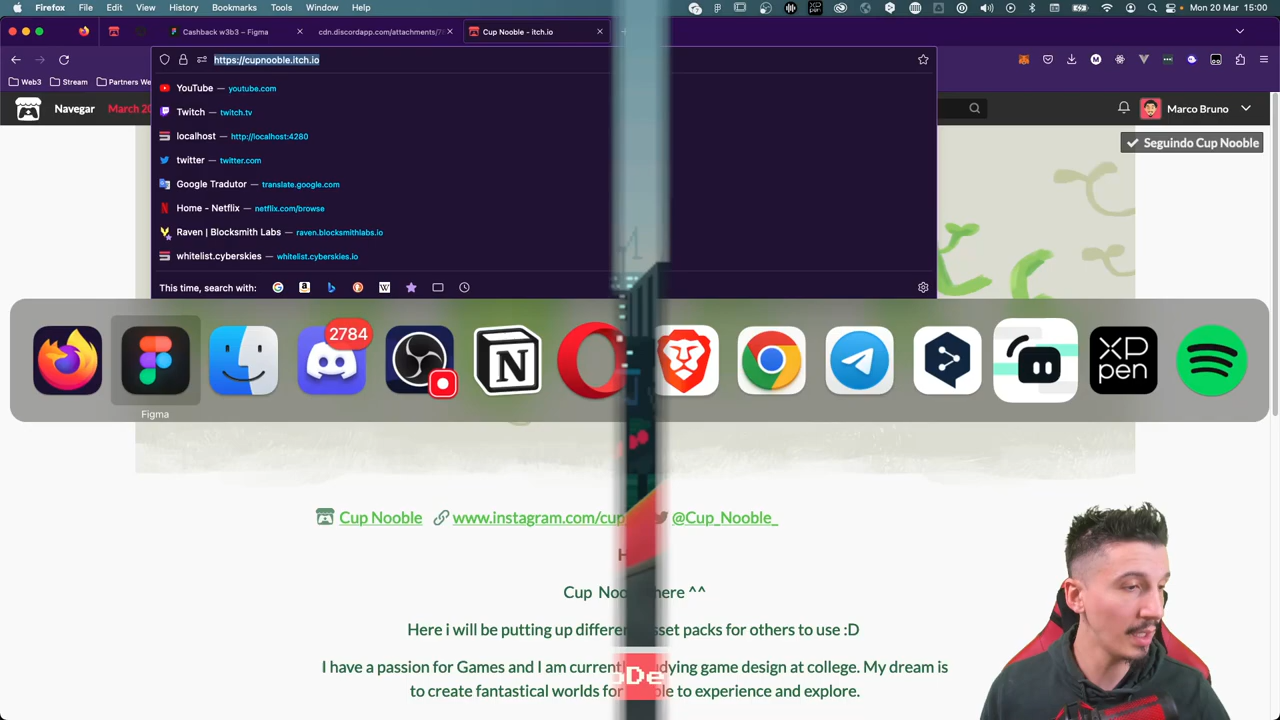 Firefox File Edit View History Bookmarks Tools Window Help Mon 20 Mar 15:00
Cashback w3b3 – Figma cdn.discordapp.com/attachments/ Cup Nooble - itch.io
https://cupnooble.itch.io
Web3 Stream Partners
YouTube — youtube.com
Navegar March Marco Bruno
Twitch — twitch.tv
localhost — http://localhost:4280
Seguindo Cup Nooble
twitter — twitter.com
Google Tradutor — translate.google.com
Home - Netflix — netflix.com/browse
Raven | Blocksmith Labs — raven.blocksmithlabs.io
whitelist.cyberskies — whitelist.cyberskies.io
This time, search with:
2784
XP
pen
Figma
Cup Nooble www.instagram.com/cup @Cup_Nooble_
Cup here ^^
Here i will be putting up packs for others to use :D
I have a passion for Games and I am game design at college. My dream is
to create fantastical worlds for to experience and explore.